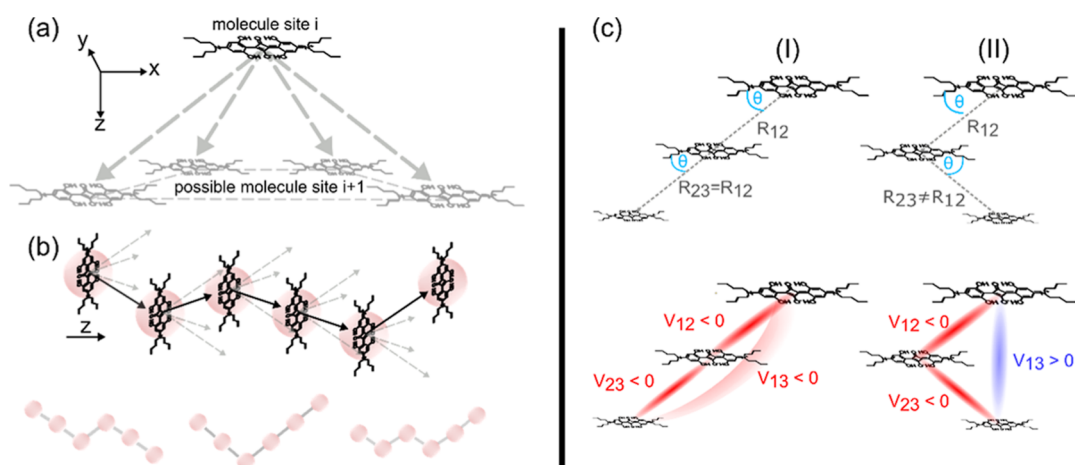 (a)
molecule site i
y
x
z
possible molecule site i+1
(b)
z
(c)
(I)
(II)
θ
R12
θ
R23=R12
θ
R12
θ
R23≠R12
V12 < 0
V23 < 0
V13 < 0
V12 < 0
V13 > 0
V23 < 0